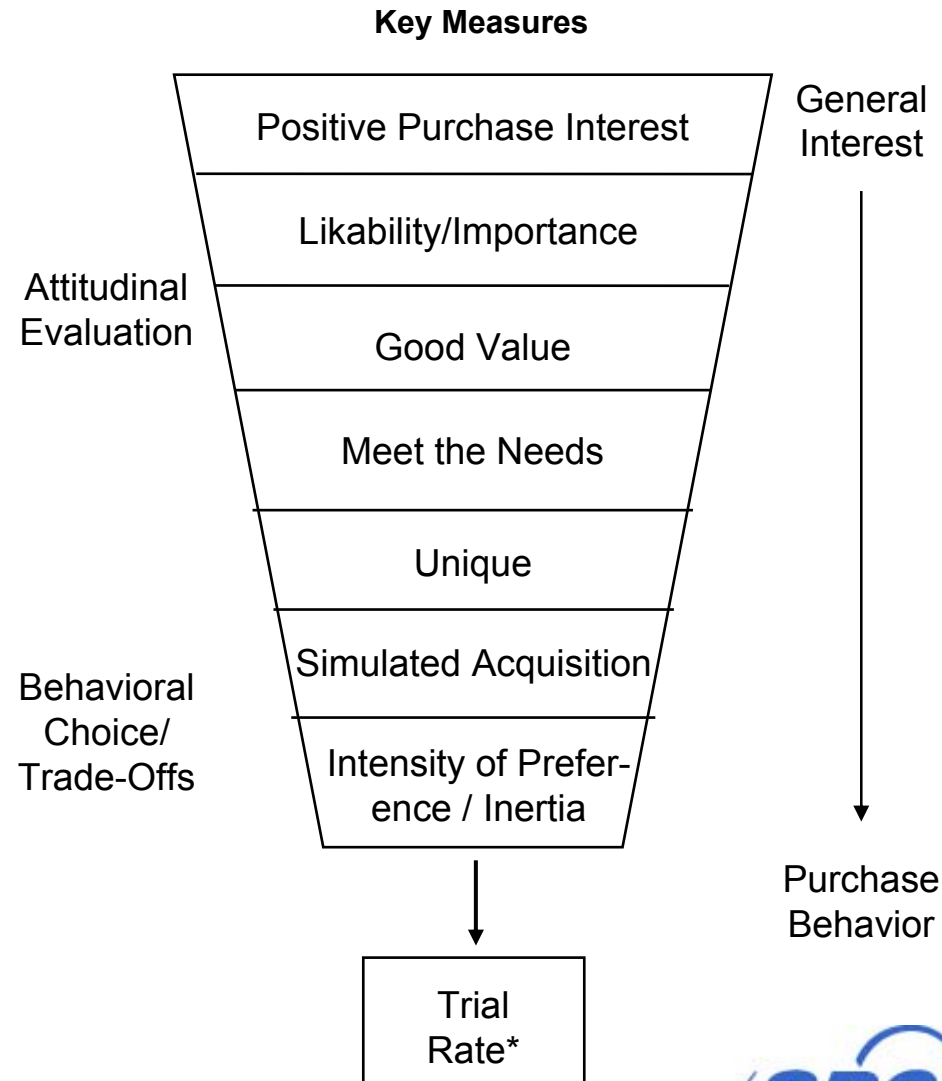 Key Measures
Positive Purchase Interest
General
Interest
Likability/Importance
Attitudinal
Evaluation
Good Value
Meet the Needs
Unique
Simulated Acquisition
Behavioral
Choice/
Trade-Offs
Intensity of Prefer-
ence / Inertia
Purchase
Behavior
Trial
Rate*